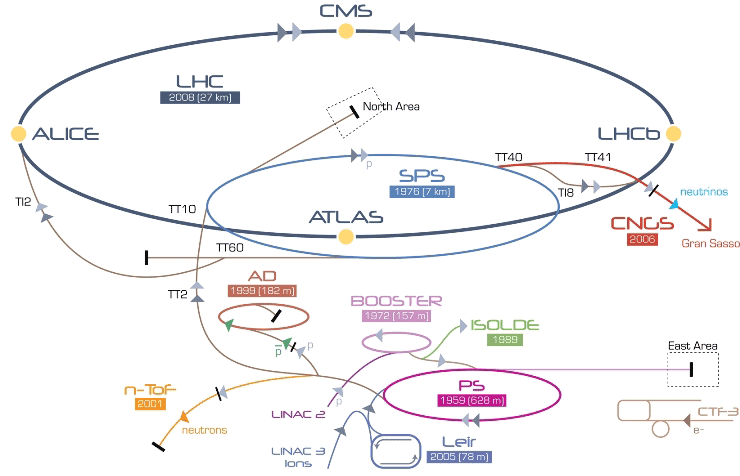 CMS
LHC
2008 (27 km)
North Area
ALICE
LHCb
TT40
TT41
SPS
1976 (7 km)
TI8
neutrinos
TI2
TT10
ATLAS
CNGS
2006
Gran Sasso
TT60
AD
1999 (182 m)
TT2
BOOSTER
1972 (157 m)
ISOLDE
1989
East Area
p
p
p
n-Tof
2001
PS
1959 (628 m)
LINAC 2
p
neutrons
CTF-3
e-
LINAC 3
Ions
Leir
2005 (78 m)